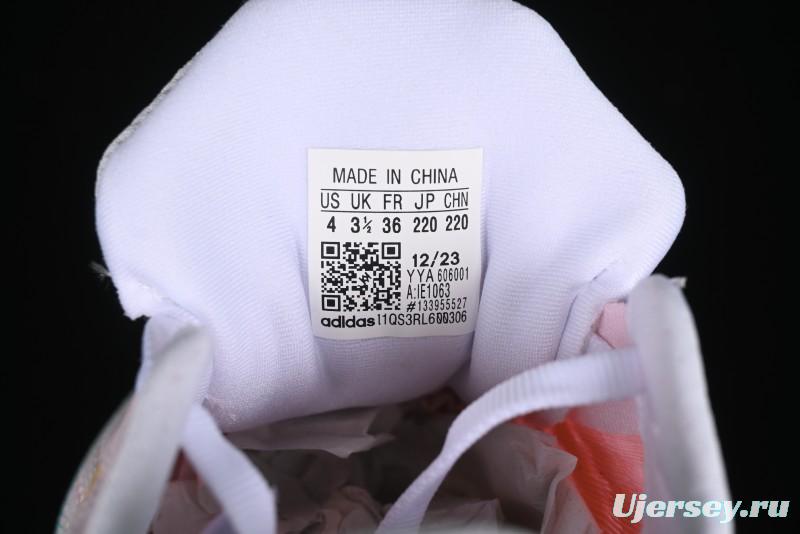 MADE IN CHINA
US UK FR JP CHN
4 3½ 36 220 220
12/23
YYA 606001
A:IE1063
#133955527
adidas 11QS3RL600306
Ujersey.ru